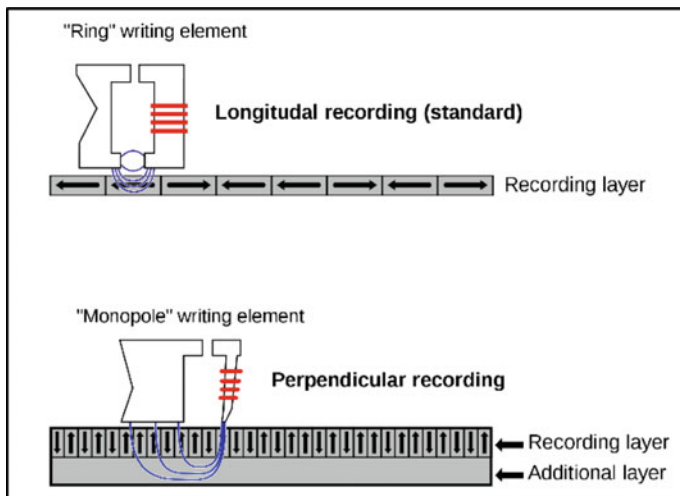 "Ring" writing element
Longitudal recording (standard)
Recording layer
"Monopole" writing element
Perpendicular recording
Recording layer
Additional layer